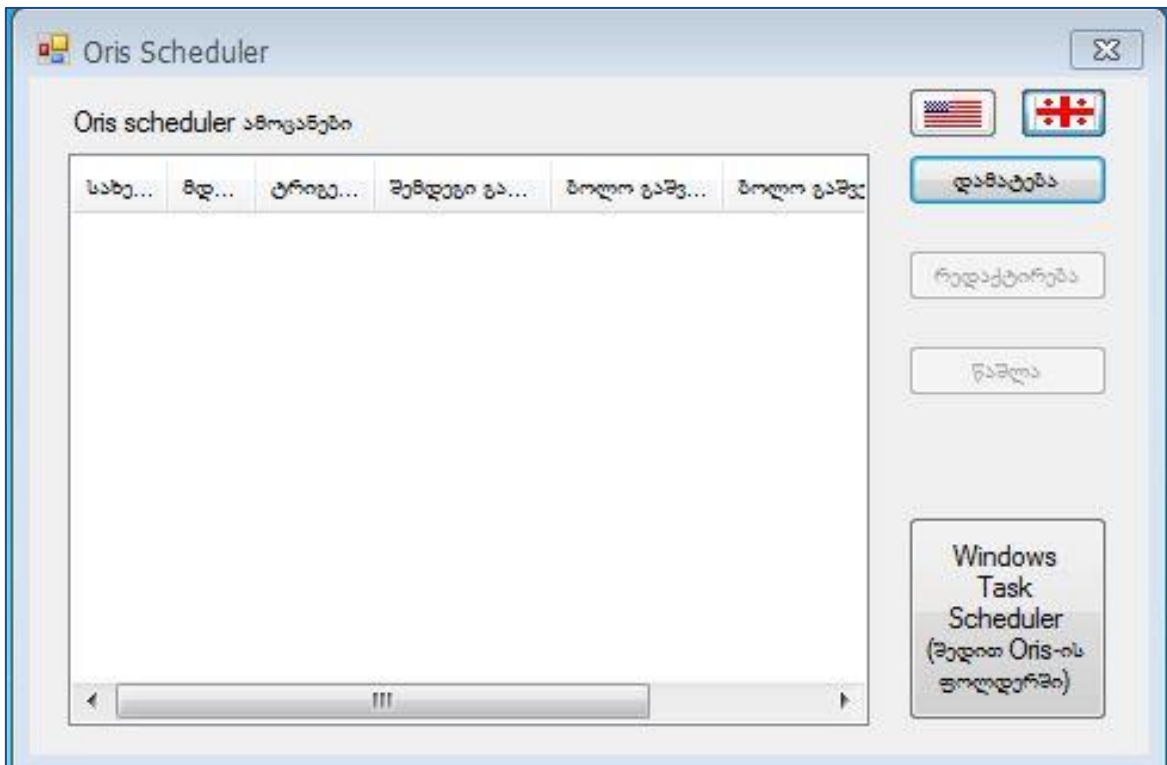 Oris Scheduler
Oris scheduler ამოცანები
სახე... მდ... ტრიგე... შემდეგი გა... ბოლო გაშვ... ბოლო გაშვ
დამატება
რედაქტირება
წაშლა
Windows
Task
Scheduler
(შედით Oris-ის
ფოლდერში)